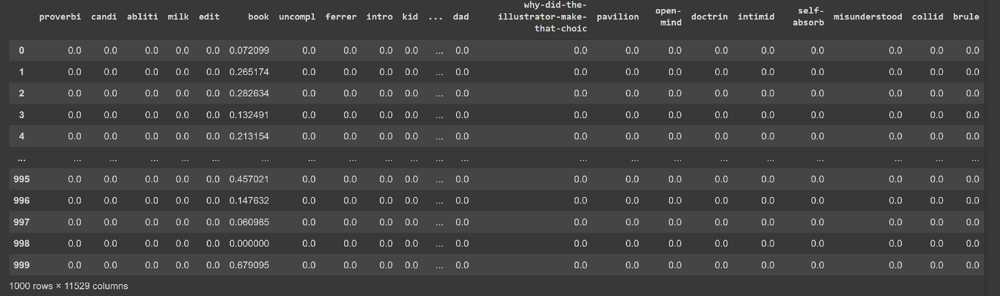 proverbi candi abliti milk edit book uncompl ferrer intro kid ... dad why-did-the-illustrator-make-that-choic pavilion open-mind doctrin intimid self-absorb misunderstood collid brule
0 0.0 0.0 0.0 0.0 0.0 0.072099 0.0 0.0 0.0 0.0 ... 0.0 0.0 0.0 0.0 0.0 0.0 0.0 0.0 0.0 0.0
1 0.0 0.0 0.0 0.0 0.0 0.265174 0.0 0.0 0.0 0.0 ... 0.0 0.0 0.0 0.0 0.0 0.0 0.0 0.0 0.0 0.0
2 0.0 0.0 0.0 0.0 0.0 0.282634 0.0 0.0 0.0 0.0 ... 0.0 0.0 0.0 0.0 0.0 0.0 0.0 0.0 0.0 0.0
3 0.0 0.0 0.0 0.0 0.0 0.132491 0.0 0.0 0.0 0.0 ... 0.0 0.0 0.0 0.0 0.0 0.0 0.0 0.0 0.0 0.0
4 0.0 0.0 0.0 0.0 0.0 0.213154 0.0 0.0 0.0 0.0 ... 0.0 0.0 0.0 0.0 0.0 0.0 0.0 0.0 0.0 0.0
... ... ... ... ... ... ... ... ... ... ... ... ... ... ... ... ... ... ... ... ... ...
995 0.0 0.0 0.0 0.0 0.0 0.457021 0.0 0.0 0.0 0.0 ... 0.0 0.0 0.0 0.0 0.0 0.0 0.0 0.0 0.0 0.0
996 0.0 0.0 0.0 0.0 0.0 0.147632 0.0 0.0 0.0 0.0 ... 0.0 0.0 0.0 0.0 0.0 0.0 0.0 0.0 0.0 0.0
997 0.0 0.0 0.0 0.0 0.0 0.060985 0.0 0.0 0.0 0.0 ... 0.0 0.0 0.0 0.0 0.0 0.0 0.0 0.0 0.0 0.0
998 0.0 0.0 0.0 0.0 0.0 0.000000 0.0 0.0 0.0 0.0 ... 0.0 0.0 0.0 0.0 0.0 0.0 0.0 0.0 0.0 0.0
999 0.0 0.0 0.0 0.0 0.0 0.679095 0.0 0.0 0.0 0.0 ... 0.0 0.0 0.0 0.0 0.0 0.0 0.0 0.0 0.0 0.0
1000 rows × 11529 columns